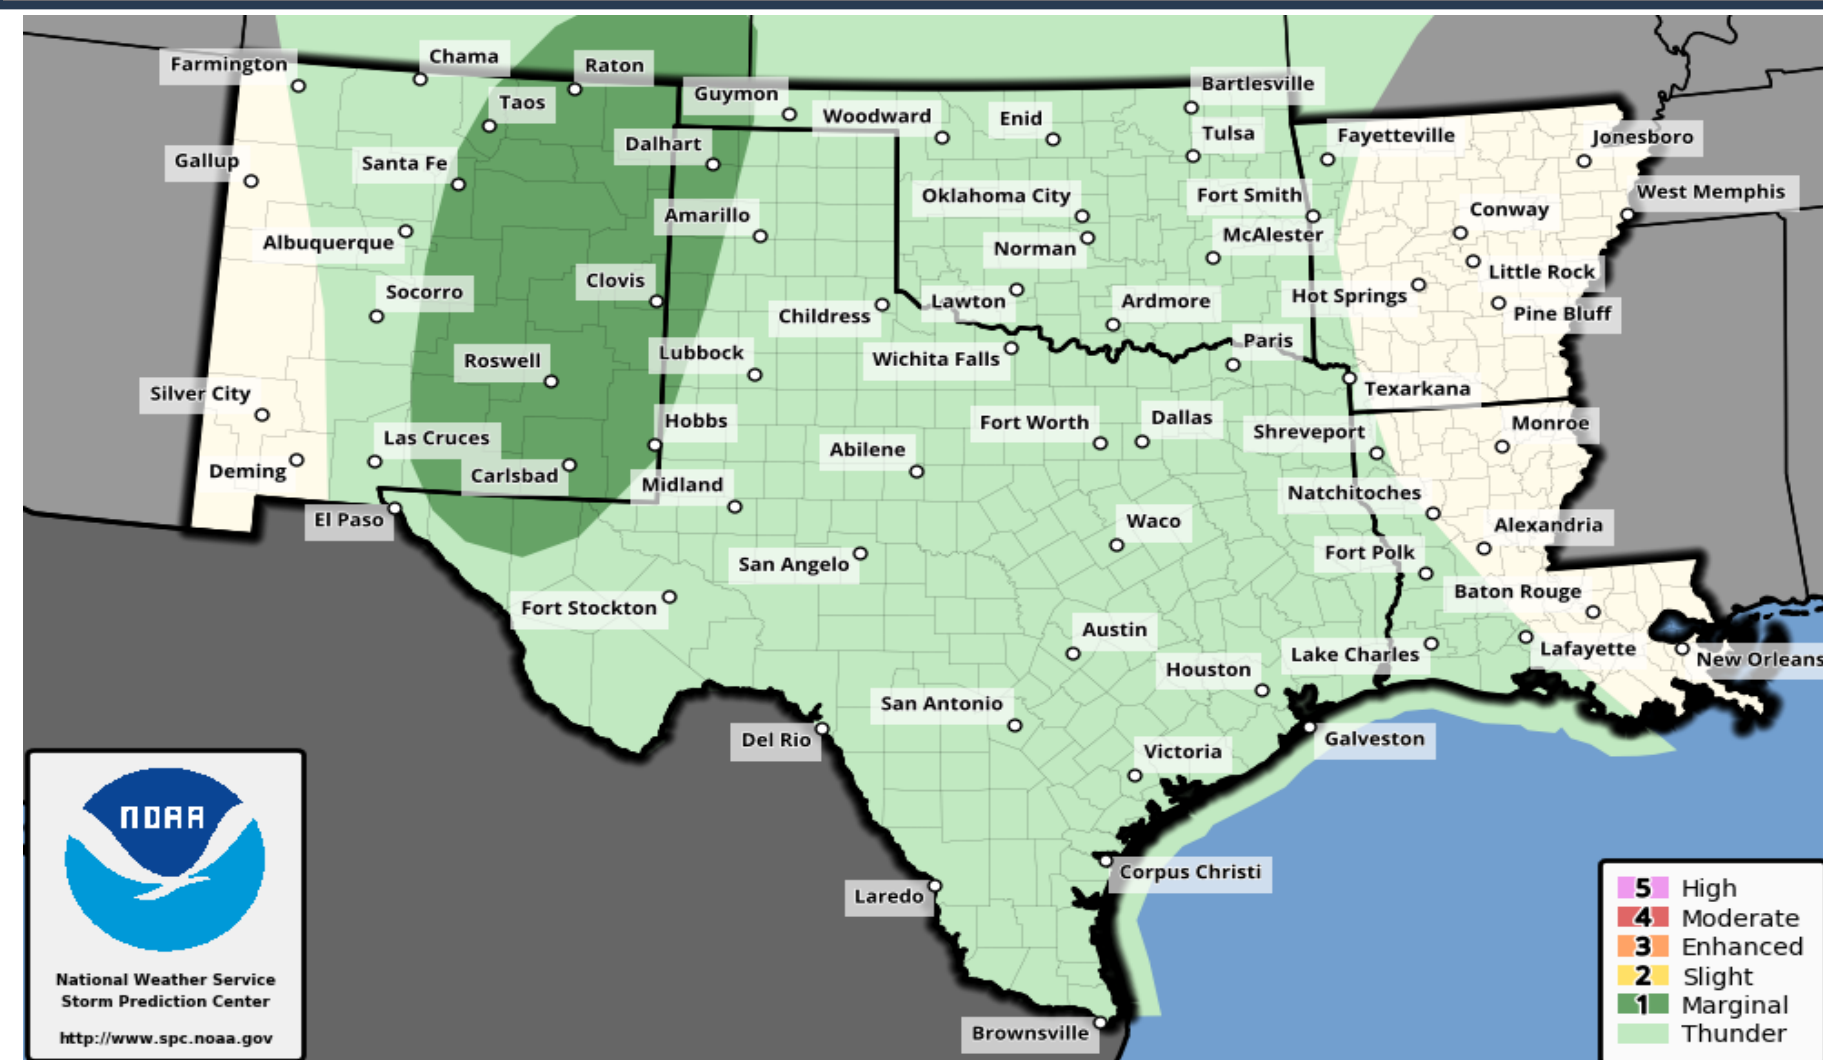 Chama
Farmington
Raton
Bartlesville
Guymon
Taos
Woodward
Enid
Tulsa
Fayetteville
Jonesboro
Dalhart
Gallup
Santa Fe
West Memphis
Oklahoma City
Fort Smith
Conway
Amarillo
McAlester
Albuquerque
Norman
Little Rock
Clovis
Socorro
Hot Springs
Lawton
Ardmore
Childress
Pine Bluff
Paris
Lubbock
Wichita Falls
Roswell
Texarkana
Silver City
Dallas
Hobbs
Fort Worth
Monroe
Shreveport
Las Cruces
Abilene
Deming
Carlsbad
Midland
Natchitoches
El Paso
Waco
Alexandria
Fort Polk
San Angelo
Baton Rouge
Fort Stockton
Austin
Lafayette
Lake Charles
New Orleans
Houston
San Antonio
Del Rio
Galveston
Victoria
Corpus Christi
Laredo
Brownsville
NOAA
National Weather Service
Storm Prediction Center
http://www.spc.noaa.gov
5 High
4 Moderate
3 Enhanced
2 Slight
1 Marginal
Thunder